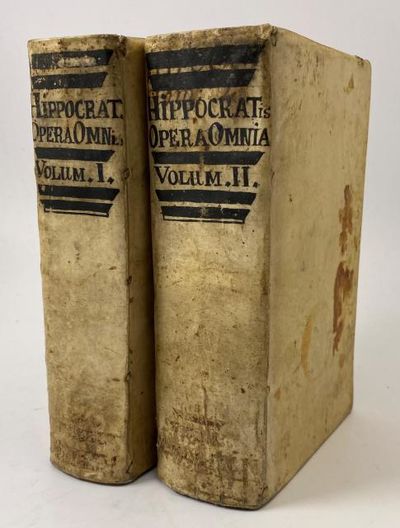 HIPPOCRAT.
OPERA OMNI.
VOLUM. I.
HIPPOCRATis
OPERA OMNIA
VOLUM. II.